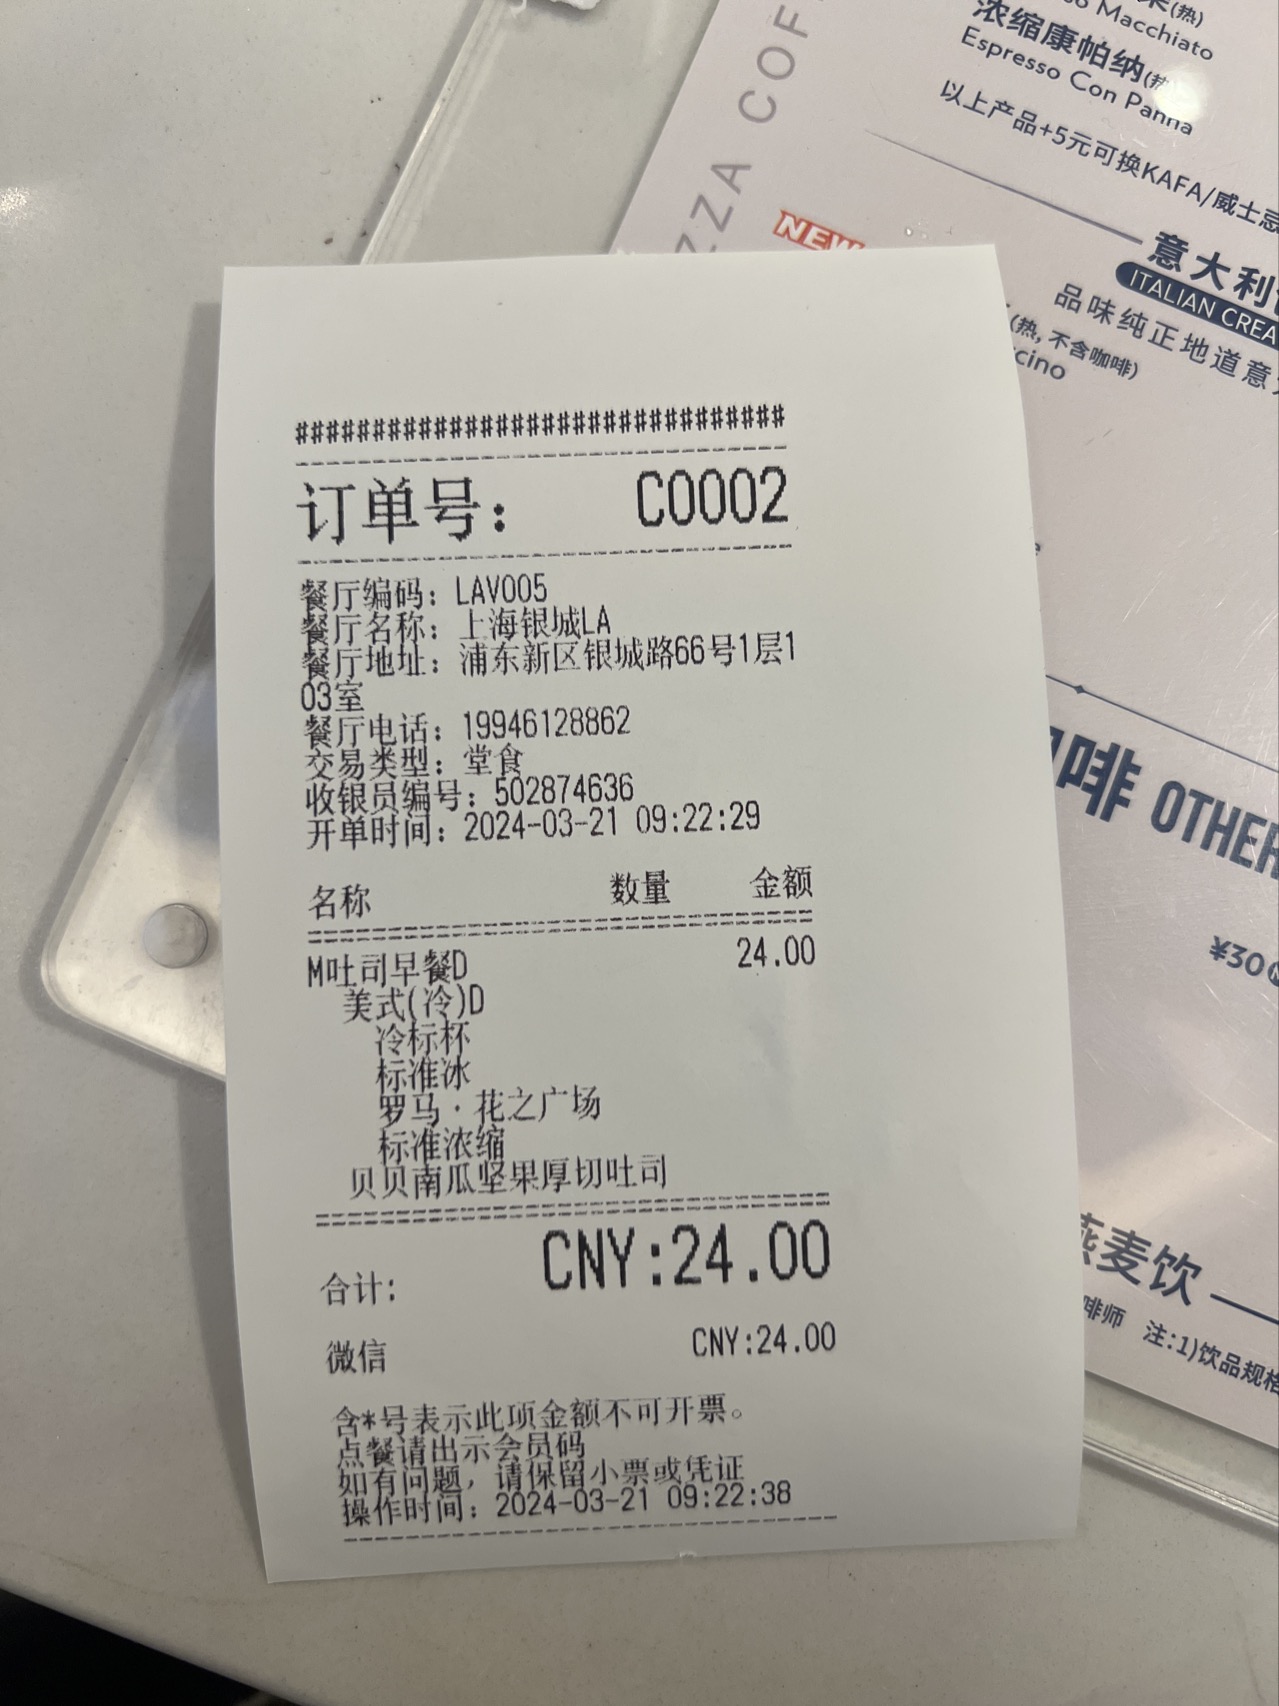 Macchiato
浓缩康帕纳(热
Espresso Con Panna
以上产品+5元可换KAFA/威士忌
ZZA COF
NEW
意大利
ITALIAN CREA
品味纯正地道意
(热,不含咖啡)
cino
################################
订单号: C0002
餐厅编码: LAV005
餐厅名称: 上海银城LA
餐厅地址: 浦东新区银城路66号1层1
03室
餐厅电话: 19946128862
交易类型: 堂食
收银员编号: 502874636
开单时间: 2024-03-21 09:22:29
名称 数量 金额
M吐司早餐D 24.00
美式(冷)D
冷标杯
标准冰
罗马·花之广场
标准浓缩
贝贝南瓜坚果厚切吐司
合计: CNY:24.00
微信 CNY:24.00
含*号表示此项金额不可开票。
点餐请出示会员码
如有问题, 请保留小票或凭证
操作时间: 2024-03-21 09:22:38
啡 OTHER
¥30
燕麦饮
啡师 注:1)饮品规格